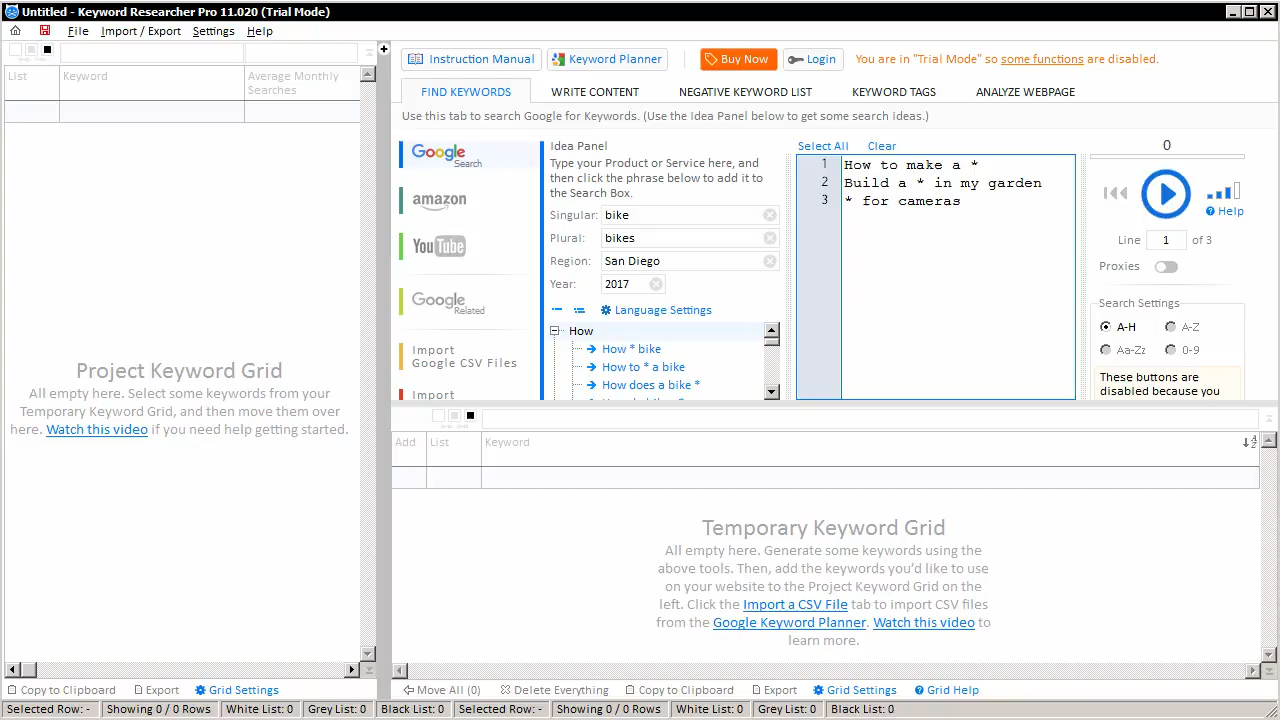 Untitled - Keyword Researcher Pro 11.020 (Trial Mode)
File Import / Export Settings Help
Instruction Manual Keyword Planner Buy Now Login You are in "Trial Mode" so some functions are disabled.
List Keyword Average Monthly Searches
FIND KEYWORDS WRITE CONTENT NEGATIVE KEYWORD LIST KEYWORD TAGS ANALYZE WEBPAGE
Use this tab to search Google for Keywords. (Use the Idea Panel below to get some search ideas.)
Google Search
amazon
YouTube
Google Related
Import
Google CSV Files
Import
Idea Panel
Type your Product or Service here, and
then click the phrase below to add it to
the Search Box.
Singular: bike
Plural: bikes
Region: San Diego
Year: 2017
Language Settings
How
How * bike
How to * a bike
How does a bike *
Select All Clear
1 How to make a *
2 Build a * in my garden
3 * for cameras
0
Help
Line 1 of 3
Proxies
Search Settings
A-H A-Z
Aa-Zz 0-9
These buttons are
disabled because you
Project Keyword Grid
All empty here. Select some keywords from your
Temporary Keyword Grid, and then move them over
here. Watch this video if you need help getting started.
Add List Keyword
Temporary Keyword Grid
All empty here. Generate some keywords using the
above tools. Then, add the keywords you'd like to use
on your website to the Project Keyword Grid on the
left. Click the Import a CSV File tab to import CSV files
from the Google Keyword Planner. Watch this video to
learn more.
Copy to Clipboard Export Grid Settings
Move All (0) Delete Everything Copy to Clipboard Export Grid Settings Grid Help
Selected Row: - Showing 0 / 0 Rows White List: 0 Grey List: 0 Black List: 0 Selected Row: - Showing 0 / 0 Rows White List: 0 Grey List: 0 Black List: 0